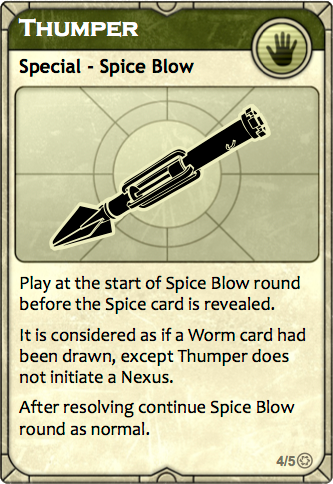 Thumper
Special - Spice Blow
Play at the start of Spice Blow round
before the Spice card is revealed.
It is considered as if a Worm card had
been drawn, except Thumper does
not initiate a Nexus.
After resolving continue Spice Blow
round as normal.
4/5